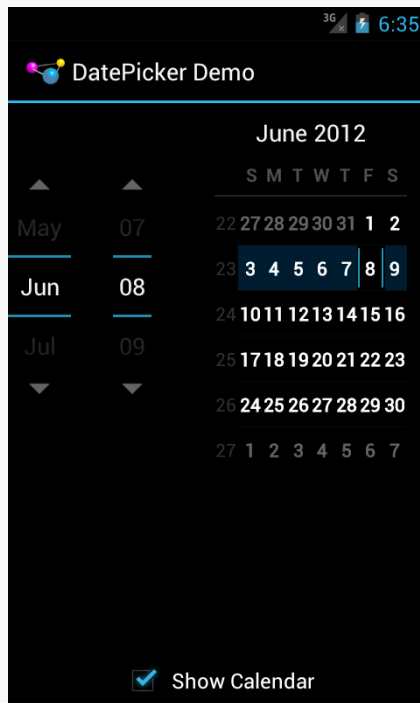 3G 6:35
DatePicker Demo
June 2012
S M T W T F S
May 07
Jun 08
Jul 09
22 27 28 29 30 31 1 2
23 3 4 5 6 7 8 9
24 10 11 12 13 14 15 16
25 17 18 19 20 21 22 23
26 24 25 26 27 28 29 30
27 1 2 3 4 5 6 7
Show Calendar